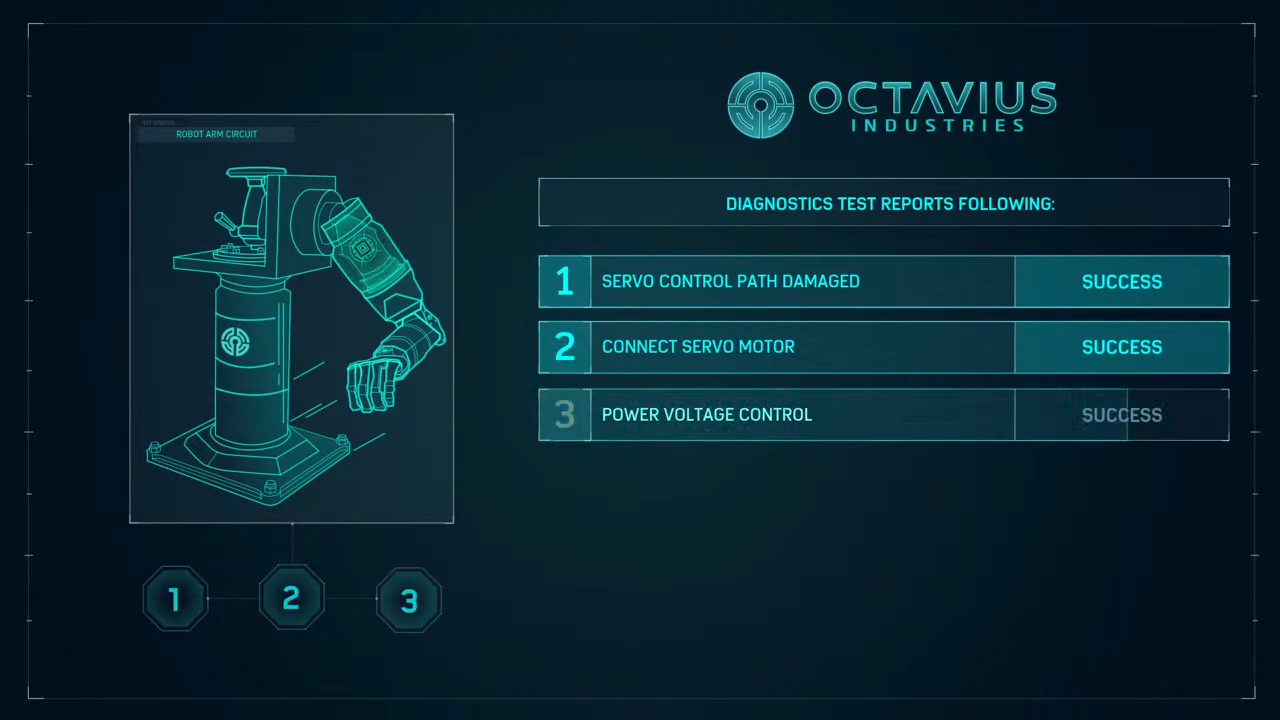 OCTAVIUS
INDUSTRIES
ROBOT ARM CIRCUIT
DIAGNOSTICS TEST REPORTS FOLLOWING:
1 SERVO CONTROL PATH DAMAGED SUCCESS
2 CONNECT SERVO MOTOR SUCCESS
3 POWER VOLTAGE CONTROL SUCCESS
1 2 3